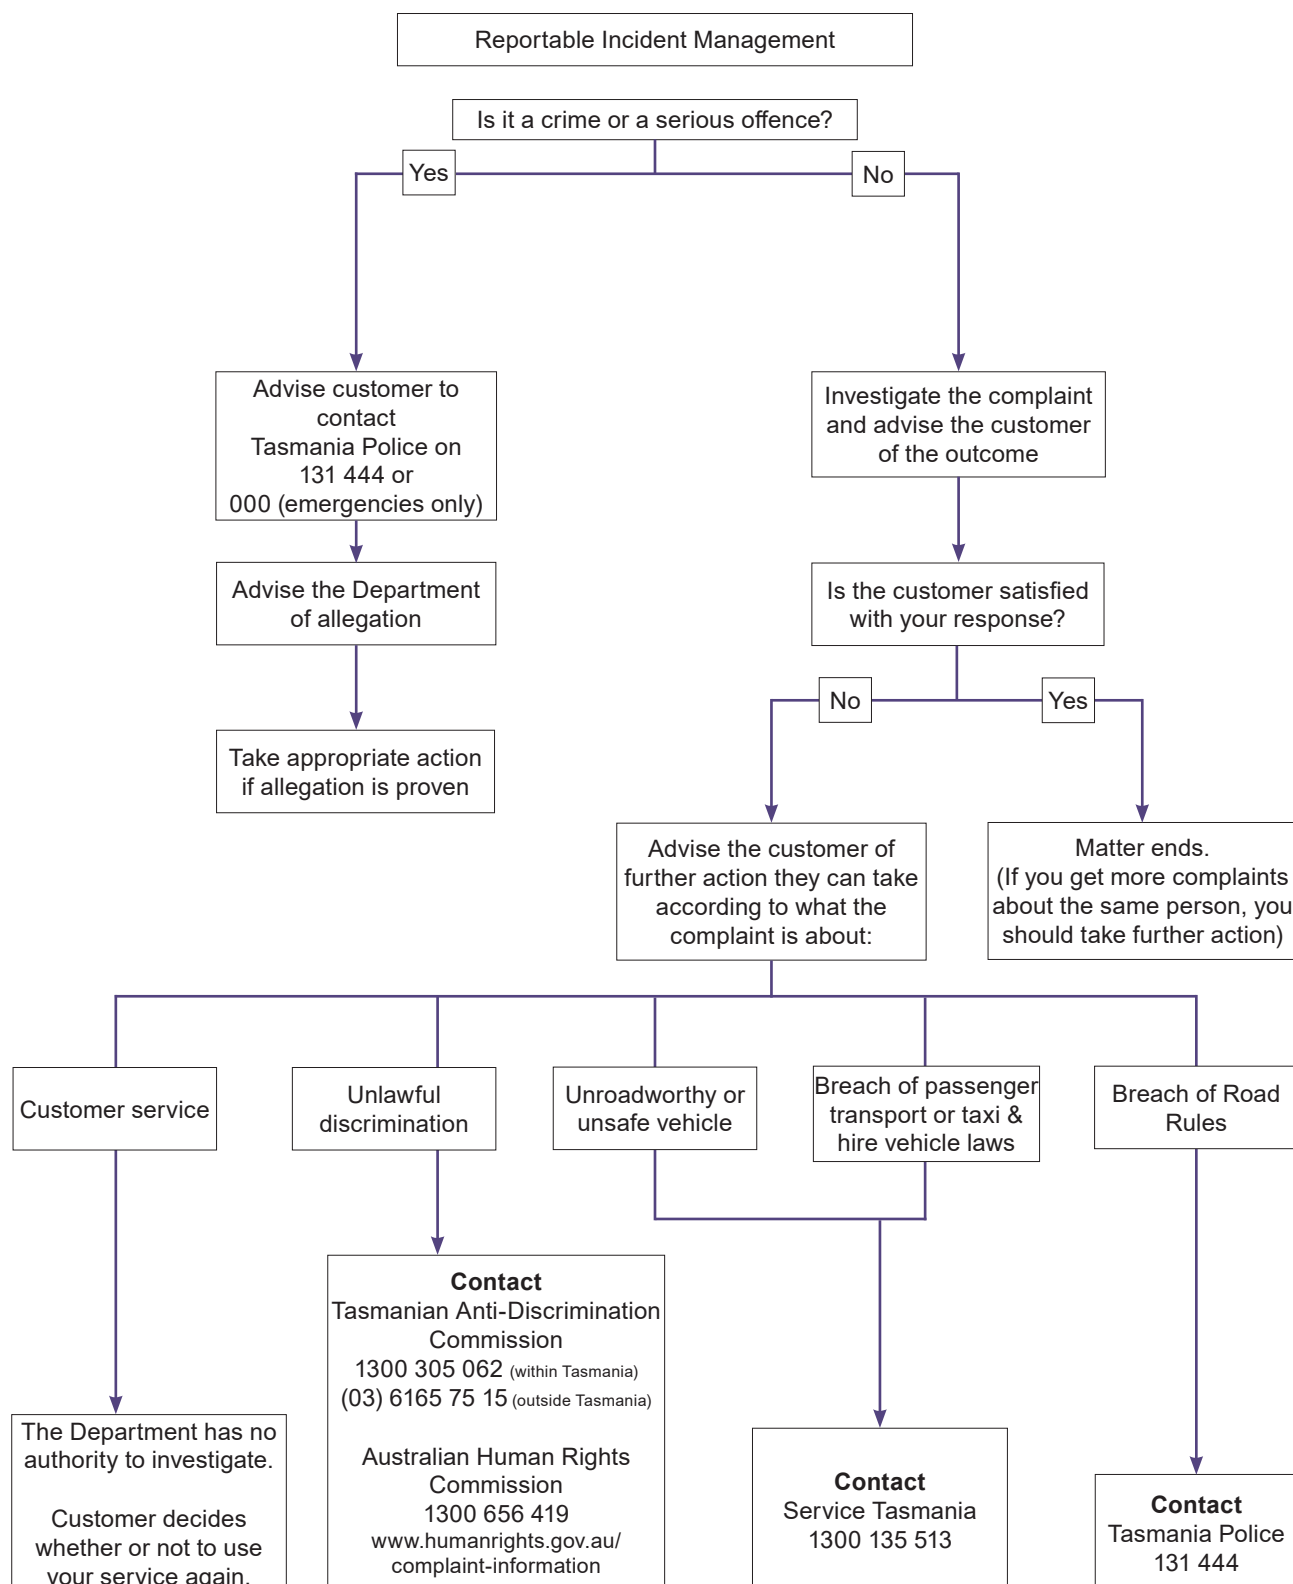 Reportable Incident Management
Is it a crime or a serious offence?
Yes
No
Advise customer to
contact
Tasmania Police on
131 444 or
000 (emergencies only)
Investigate the complaint
and advise the customer
of the outcome
Advise the Department
of allegation
Is the customer satisfied
with your response?
No
Yes
Take appropriate action
if allegation is proven
Advise the customer of
further action they can take
according to what the
complaint is about:
Matter ends.
(If you get more complaints
about the same person, you
should take further action)
Customer service
Unlawful
discrimination
Unroadworthy or
unsafe vehicle
Breach of passenger
transport or taxi &
hire vehicle laws
Breach of Road
Rules
The Department has no
authority to investigate.
Customer decides
whether or not to use
your service again.
Contact
Tasmanian Anti-Discrimination
Commission
1300 305 062 (within Tasmania)
(03) 6165 75 15 (outside Tasmania)
Australian Human Rights
Commission
1300 656 419
www.humanrights.gov.au/
complaint-information
Contact
Service Tasmania
1300 135 513
Contact
Tasmania Police
131 444